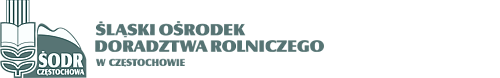 ŚODR
CZĘSTOCHOWA
ŚLĄSKI OŚRODEK
DORADZTWA ROLNICZEGO
W CZĘSTOCHOWIE